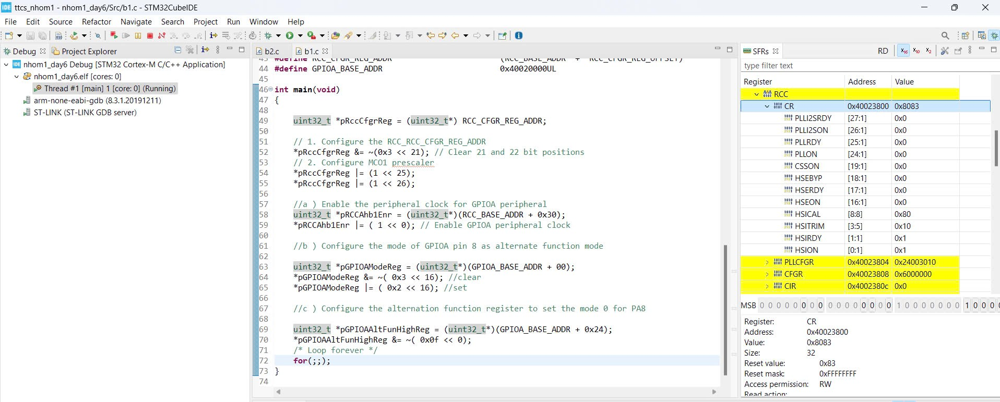 ttcs_nhom1 - nhom1_day6/Src/b1.c - STM32CubeIDE
File Edit Source Refactor Navigate Search Project Run Window Help
Debug Project Explorer
nhom1_day6 Debug [STM32 Cortex-M C/C++ Application]
nhom1_day6.elf [cores: 0]
Thread #1 [main] 1 [core: 0] (Running)
arm-none-eabi-gdb (8.3.1.20191211)
ST-LINK (ST-LINK GDB server)
b2.c b1.c
43 #define RCC_CFGR_REG_ADDR (RCC_BASE_ADDR + RCC_CFGR_REG_OFFSET)
44 #define GPIOA_BASE_ADDR 0x40020000UL
45
46 int main(void)
47 {
48
49 uint32_t *pRccCfgrReg = (uint32_t*) RCC_CFGR_REG_ADDR;
50
51 // 1. Configure the RCC_RCC_CFGR_REG_ADDR
52 *pRccCfgrReg &= ~(0x3 << 21); // Clear 21 and 22 bit positions
53 // 2. Configure MCO1 prescaler
54 *pRccCfgrReg |= (1 << 25);
55 *pRccCfgrReg |= (1 << 26);
56
57 //a ) Enable the peripheral clock for GPIOA peripheral
58 uint32_t *pRCCAhb1Enr = (uint32_t*)(RCC_BASE_ADDR + 0x30);
59 *pRCCAhb1Enr |= ( 1 << 0); // Enable GPIOA peripheral clock
60
61 //b ) Configure the mode of GPIOA pin 8 as alternate function mode
62
63 uint32_t *pGPIOAModeReg = (uint32_t*)(GPIOA_BASE_ADDR + 00);
64 *pGPIOAModeReg &= ~( 0x3 << 16); //clear
65 *pGPIOAModeReg |= ( 0x2 << 16); //set
66
67 //c ) Configure the alternation function register to set the mode 0 for PA8
68
69 uint32_t *pGPIOAAltFunHighReg = (uint32_t*)(GPIOA_BASE_ADDR + 0x24);
70 *pGPIOAAltFunHighReg &= ~( 0x0f << 0);
71 /* Loop forever */
72 for(;;);
73 }
74
SFRs RD X16 X10 X2
type filter text
Register Address Value
RCC
CR 0x40023800 0x8083
PLLI2SRDY [27:1] 0x0
PLLI2SON [26:1] 0x0
PLLRDY [25:1] 0x0
PLLON [24:1] 0x0
CSSON [19:1] 0x0
HSEBYP [18:1] 0x0
HSERDY [17:1] 0x0
HSEON [16:1] 0x0
HSICAL [8:8] 0x80
HSITRIM [3:5] 0x10
HSIRDY [1:1] 0x1
HSION [0:1] 0x1
PLLCFGR 0x40023804 0x24003010
CFGR 0x40023808 0x6000000
CIR 0x4002380c 0x0
MSB 0 0 0 0 0 0 0 0 0 0 0 0 0 0 0 0 1 0 0 0 0 0 0 0 1 0 0 0
Register: CR
Address: 0x40023800
Value: 0x8083
Size: 32
Reset value: 0x83
Reset mask: 0xFFFFFFFF
Access permission: RW
Read action: